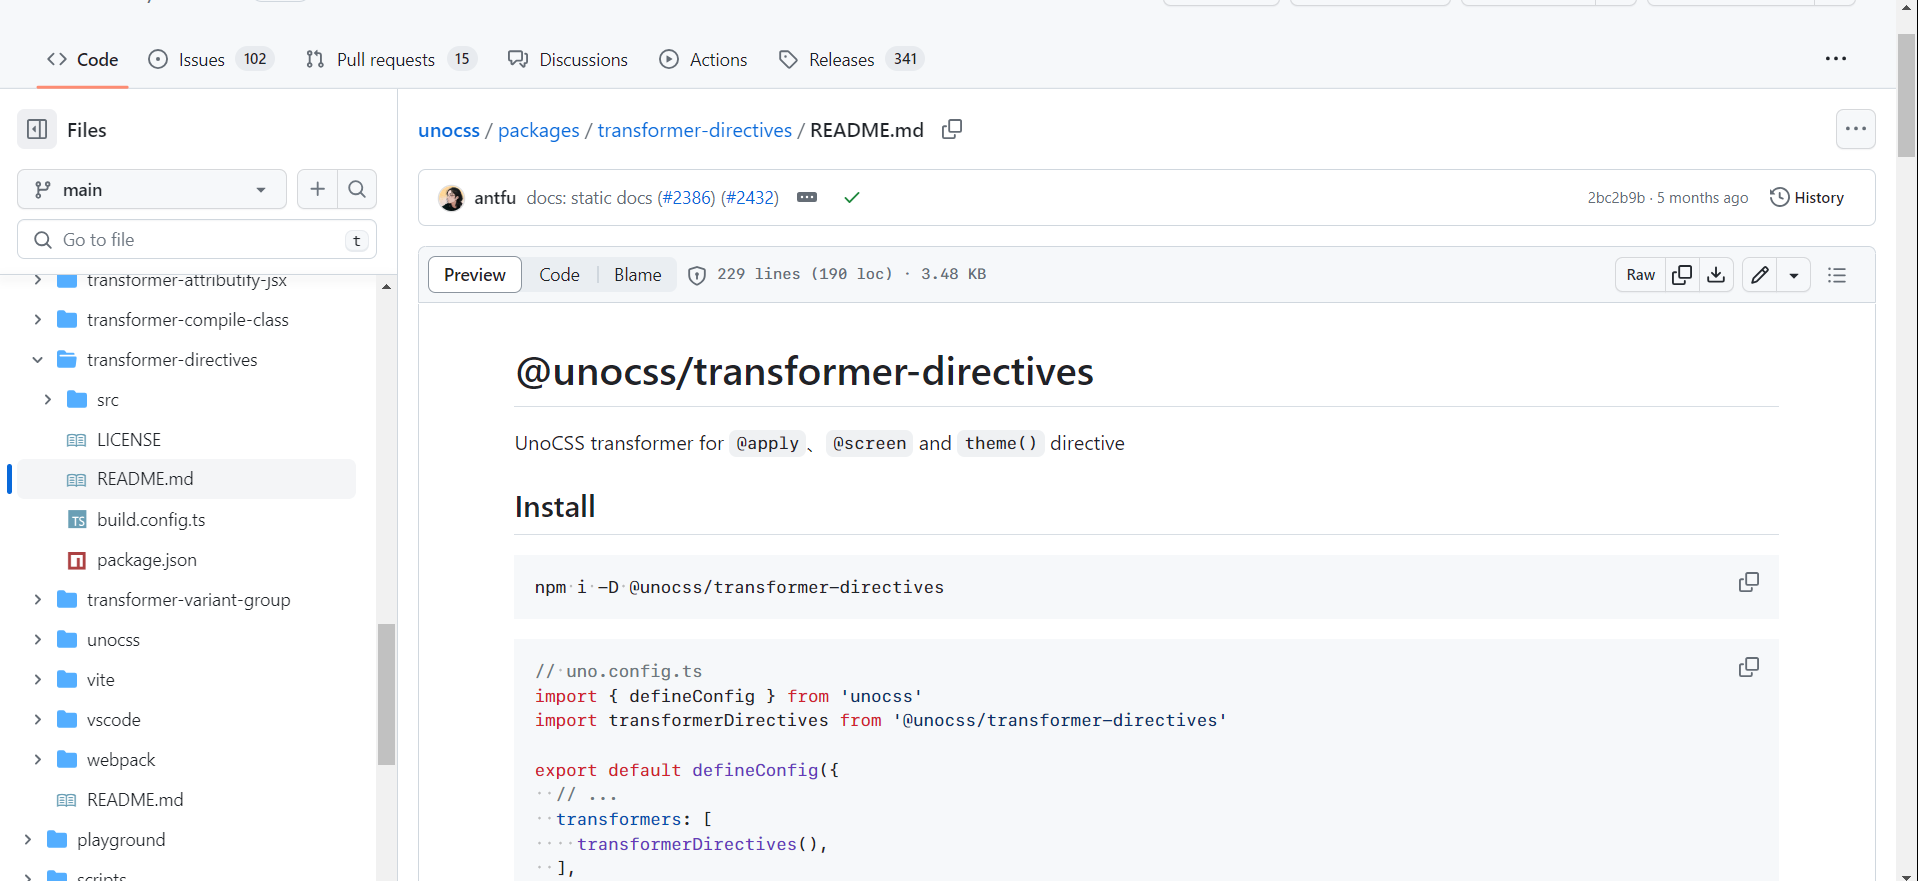 Code
Issues 102
Pull requests 15
Discussions
Actions
Releases 341
Files
main
Go to file t
transformer-attributify-jsx
transformer-compile-class
transformer-directives
src
LICENSE
README.md
build.config.ts
package.json
transformer-variant-group
unocss
vite
vscode
webpack
README.md
playground
scripts
unocss / packages / transformer-directives / README.md
antfu docs: static docs (#2386) (#2432)
2bc2b9b · 5 months ago
History
Preview Code Blame 229 lines (190 loc) · 3.48 KB
Raw
@unocss/transformer-directives
UnoCSS transformer for @apply、 @screen and theme() directive
Install
npm i -D @unocss/transformer-directives
// uno.config.ts
import { defineConfig } from 'unocss'
import transformerDirectives from '@unocss/transformer-directives'
export default defineConfig({
// ...
transformers: [
transformerDirectives(),
],